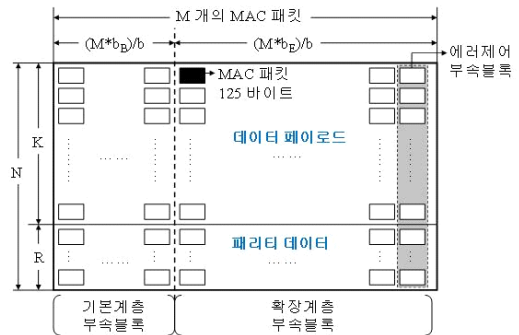 M 개의 MAC 패킷
(M*b_B)/b
(M*b_E)/b
에러제어
부속블록
MAC 패킷
125 바이트
K
데이터 페이로드
N
R
패리티 데이터
기본계층
부속블록
확장계층
부속블록